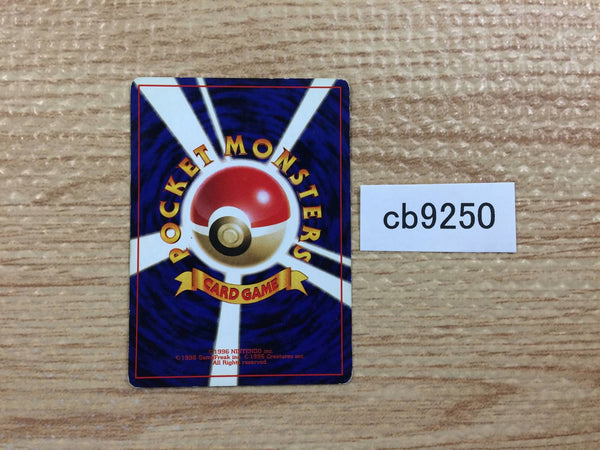 POCKET MONSTERS
CARD GAME
©1996 NINTENDO inc.
©1996 GameFreak inc. ©1996 Creatures inc.
All Rights reserved.
cb9250